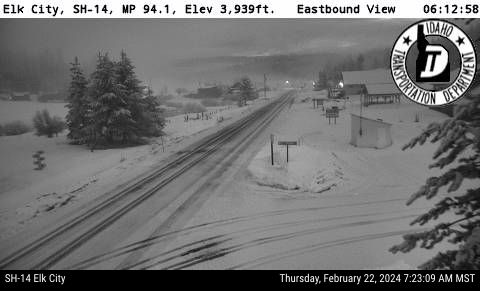 Elk City, SH-14, MP 94.1, Elev 3,939ft. Eastbound View 06:12:58
IDAHO
TRANSPORTATION DEPARTMENT
SH-14 Elk City Thursday, February 22, 2024 7:23:09 AM MST